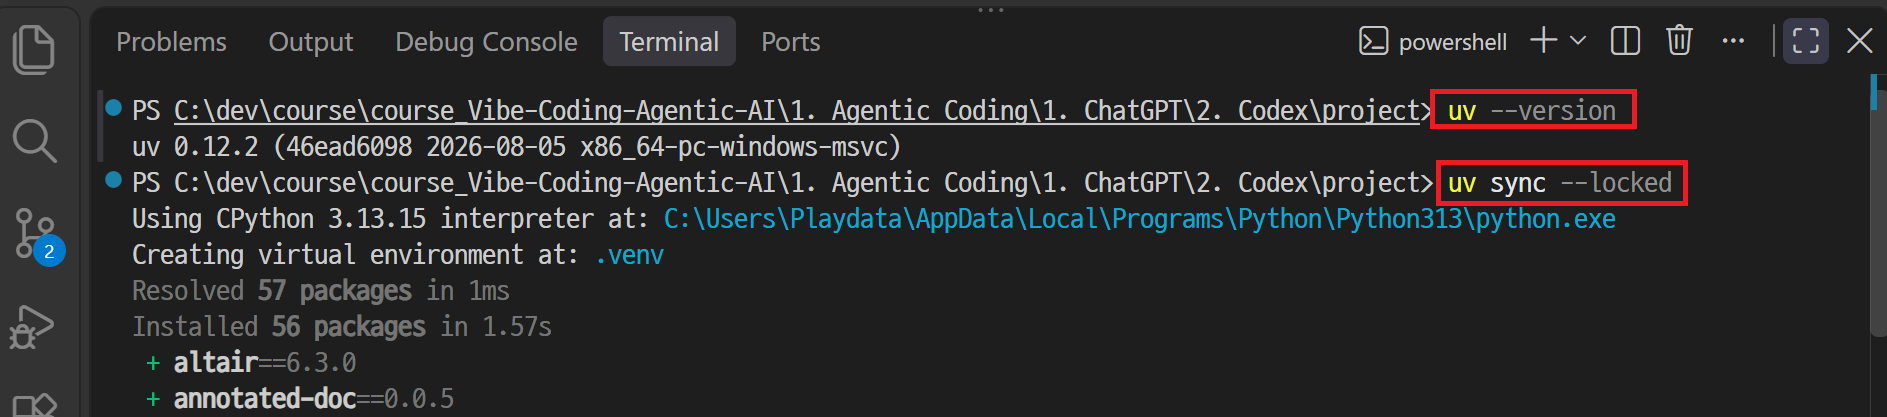 Problems Output Debug Console Terminal Ports powershell
PS C:\dev\course\course_Vibe-Coding-Agentic-AI\1. Agentic Coding\1. ChatGPT\2. Codex\project> uv --version
uv 0.12.2 (46ead6098 2026-08-05 x86_64-pc-windows-msvc)
PS C:\dev\course\course_Vibe-Coding-Agentic-AI\1. Agentic Coding\1. ChatGPT\2. Codex\project> uv sync --locked
Using CPython 3.13.15 interpreter at: C:\Users\Playdata\AppData\Local\Programs\Python\Python313\python.exe
2
Creating virtual environment at: .venv
Resolved 57 packages in 1ms
Installed 56 packages in 1.57s
+ altair==6.3.0
+ annotated-doc==0.0.5